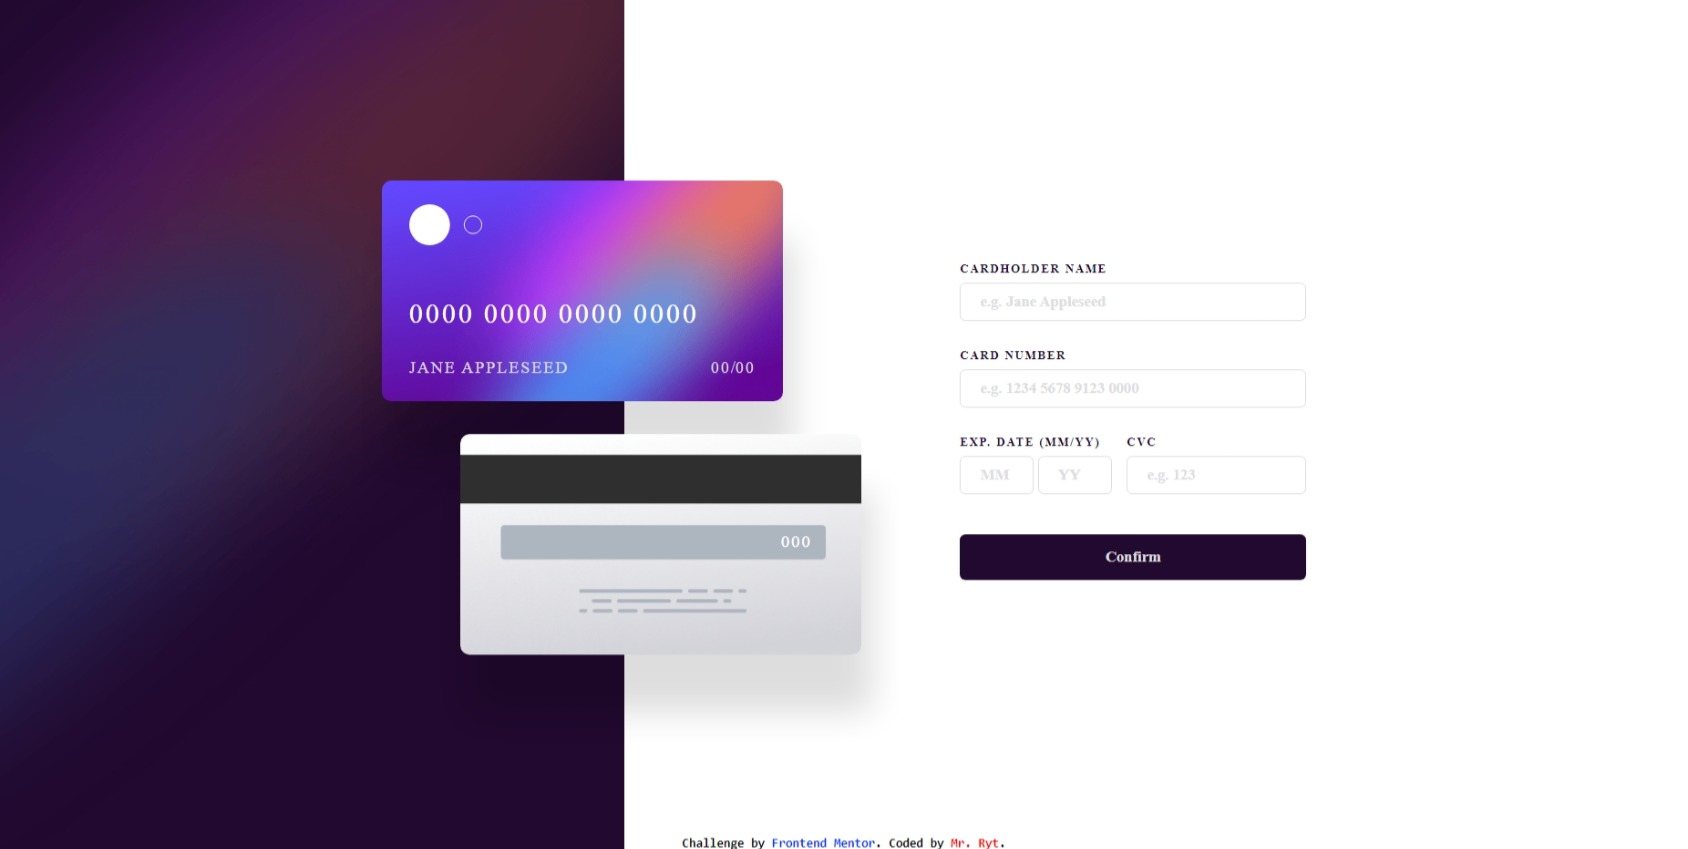 0000 0000 0000 0000
JANE APPLESEED 00/00
000
CARDHOLDER NAME
e.g. Jane Appleseed
CARD NUMBER
e.g. 1234 5678 9123 0000
EXP. DATE (MM/YY) CVC
MM YY e.g. 123
Confirm
Challenge by Frontend Mentor. Coded by Mr. Ryt.